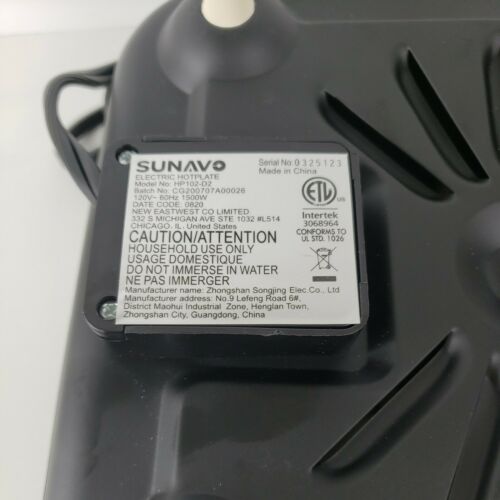 SUNAVO
ELECTRIC HOTPLATE
Model No: HP102-D2
Batch No: CG200707A00026
120V~ 60Hz 1500W
DATE CODE: 0820
NEW EASTWEST CO LIMITED
332 S MICHIGAN AVE STE 1032 #L514
CHICAGO, IL, United States
CAUTION/ATTENTION
HOUSEHOLD USE ONLY
USAGE DOMESTIQUE
DO NOT IMMERSE IN WATER
NE PAS IMMERGER
Manufacturer name: Zhongshan Songjing Elec.Co., Ltd
Manufacturer address: No.9 Lefeng Road 6#,
District Maohui Industrial Zone, Henglan Town,
Zhongshan City, Guangdong, China
Serial No: 0325123
Made in China
ETL
Intertek
3068964
CONFORMS TO
UL STD. 1026